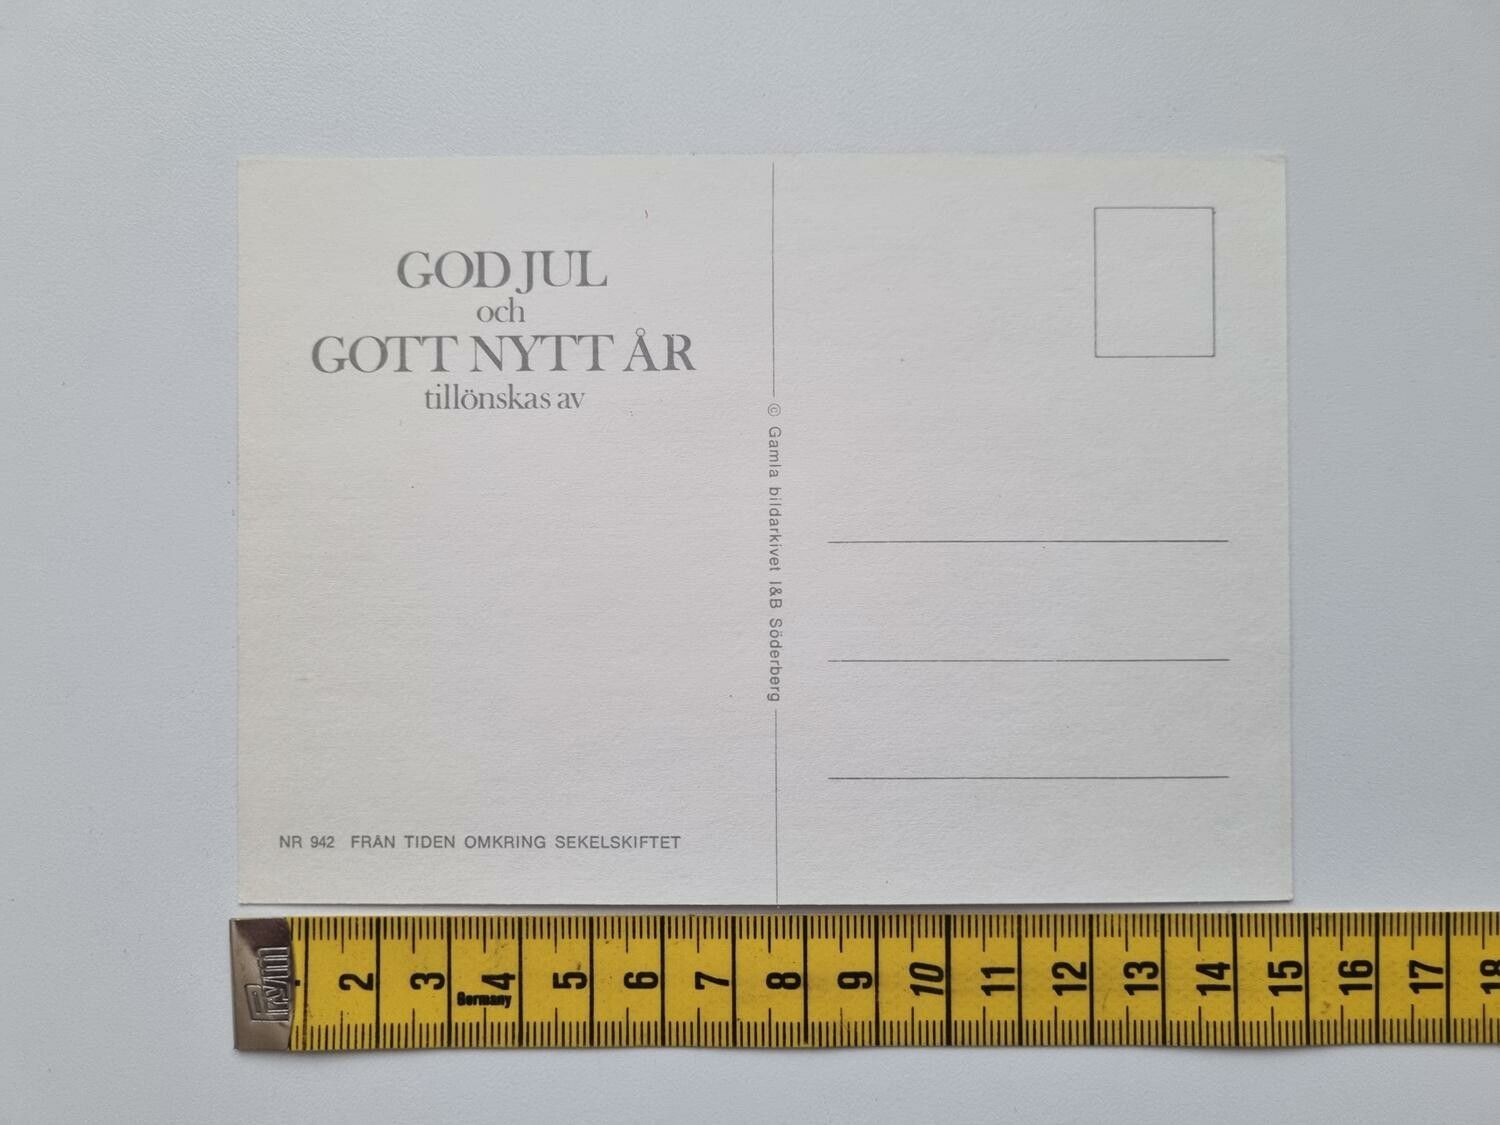 GOD JUL
och
GOTT NYTT ÅR
tillönskas av
© Gamla bildarkivet I&B Söderberg
NR 942 FRÅN TIDEN OMKRING SEKELSKIFTET
Prym
2 3 4 5 6 7 8 9 10 11 12 13 14 15 16 17 18
Germany